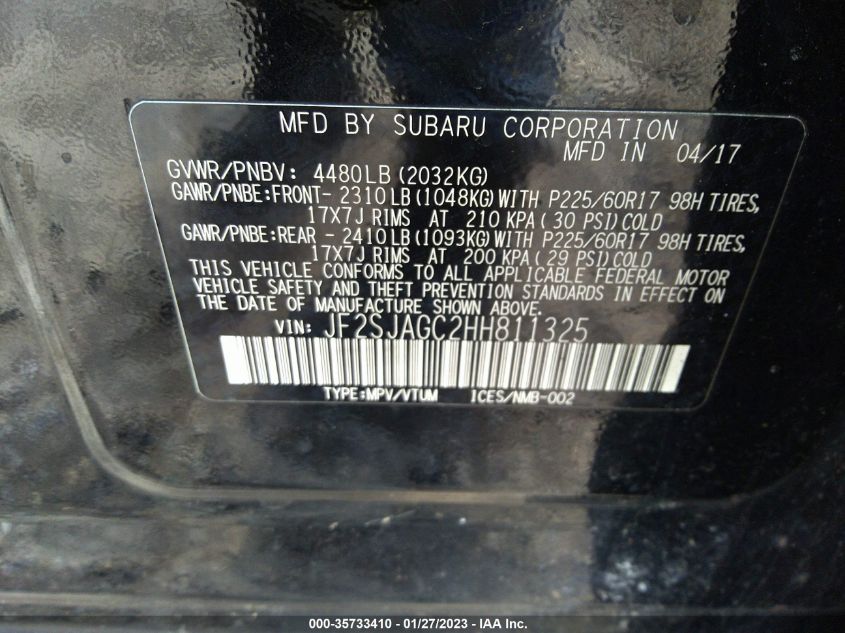 MFD BY SUBARU CORPORATION
MFD IN 04/17
GVWR/PNBV: 4480LB(2032KG)
GAWR/PNBE:FRONT- 2310LB(1048KG)WITH P225/60R17 98H TIRES,
17X7J RIMS AT 210 KPA(30 PSI)COLD
GAWR/PNBE:REAR - 2410LB(1093KG)WITH P225/60R17 98H TIRES,
17X7J RIMS AT 200 KPA(29 PSI)COLD
THIS VEHICLE CONFORMS TO ALL APPLICABLE FEDERAL MOTOR
VEHICLE SAFETY AND THEFT PREVENTION STANDARDS IN EFFECT ON
THE DATE OF MANUFACTURE SHOWN ABOVE.
VIN: JF2SJAGC2HH811325
TYPE:MPV/VTUM ICES/NMB-002
000-35733410 - 01/27/2023 - IAA Inc.